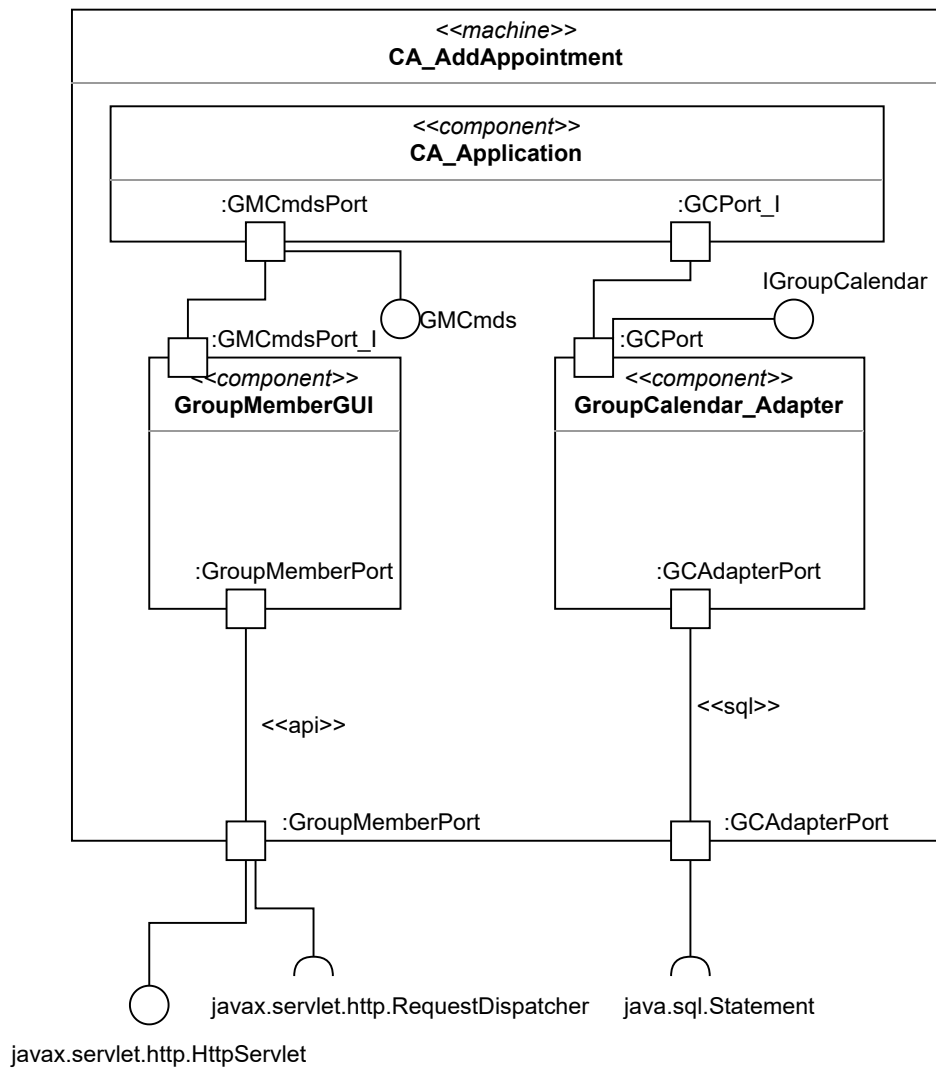 <<machine>>
CA_AddAppointment
<<component>>
CA_Application
:GMCmdsPort
:GCPort_I
IGroupCalendar
GMCmds
:GMCmdsPort_I
:GCPort
<<component>>
GroupMemberGUI
<<component>>
GroupCalendar_Adapter
:GroupMemberPort
:GCAdapterPort
<<api>>
<<sql>>
:GroupMemberPort
:GCAdapterPort
javax.servlet.http.RequestDispatcher
java.sql.Statement
javax.servlet.http.HttpServlet